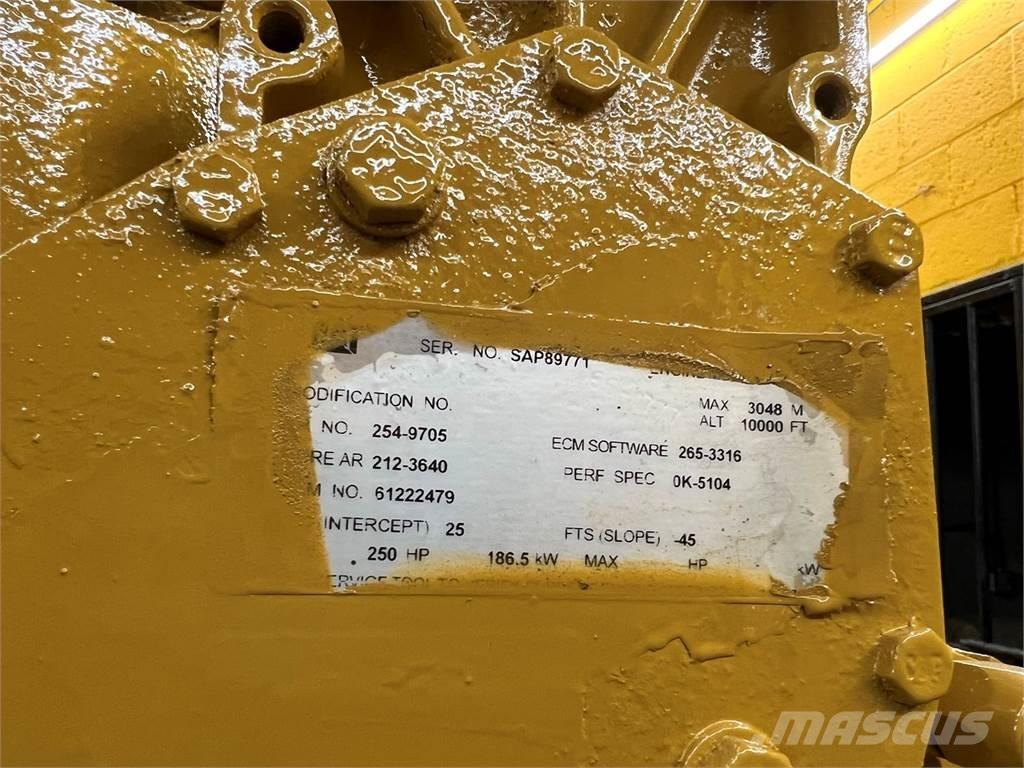 SER. NO. SAP89771
ODIFICATION NO.
MAX 3048 M
ALT 10000 FT
NO. 254-9705
ECM SOFTWARE 265-3316
RE AR 212-3640
PERF SPEC 0K-5104
M NO. 61222479
(INTERCEPT) 25
FTS (SLOPE) -45
250 HP 186.5 kW MAX HP kW
MASCUS